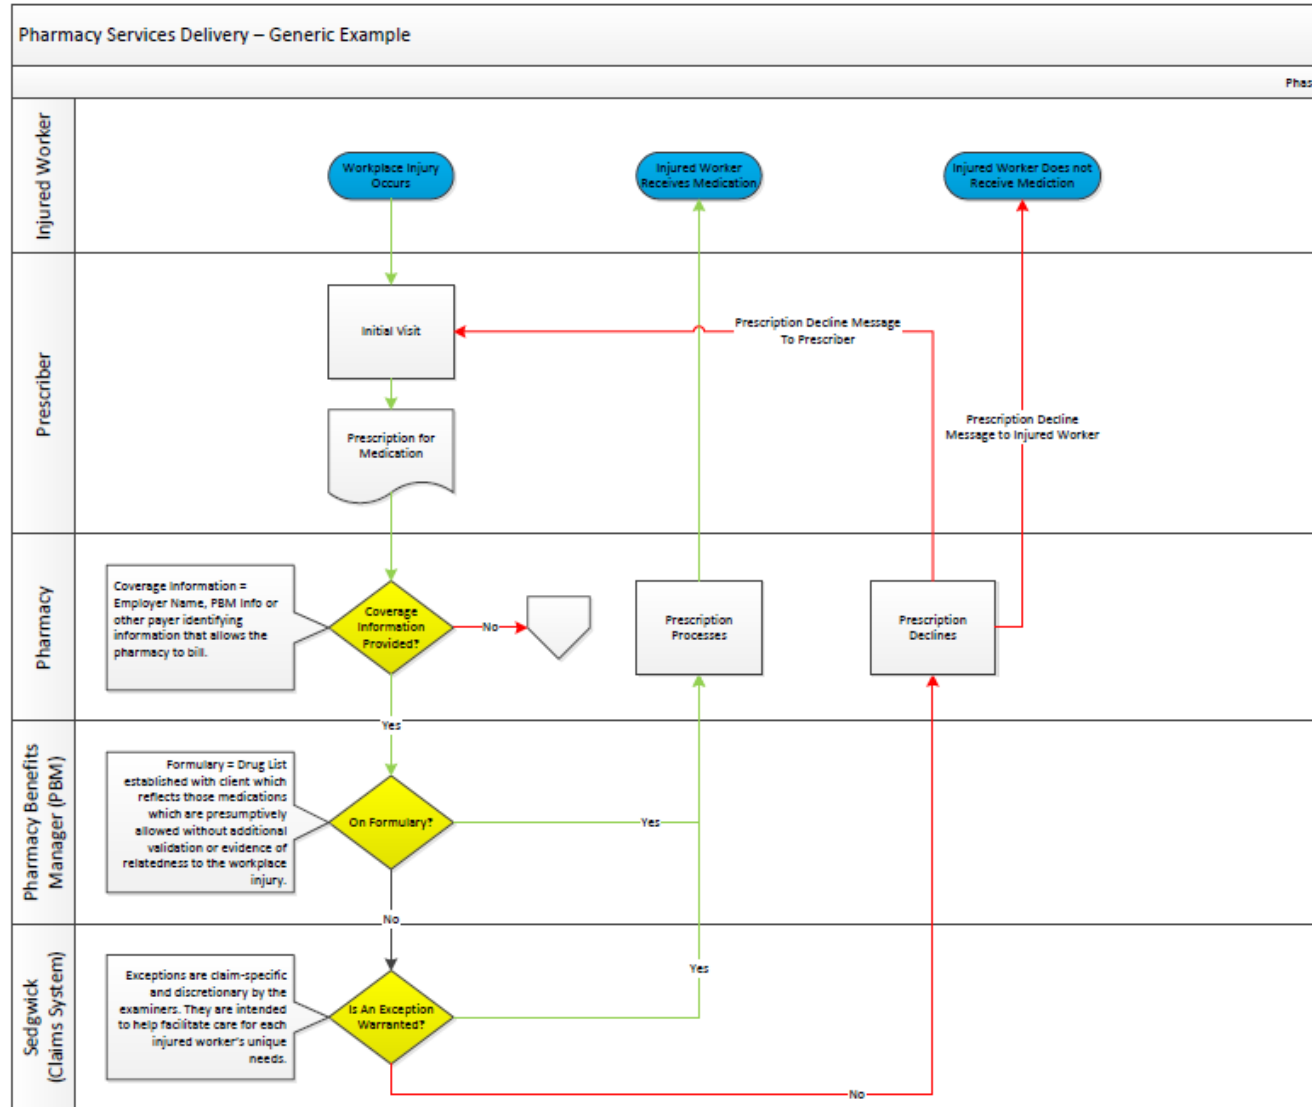 Pharmacy Services Delivery – Generic Example
Phas
Injured Worker
Workplace Injury
Occurs
Injured Worker
Receives Medication
Injured Worker Does not
Receive Mediction
Prescriber
Initial Visit
Prescription Decline Message
To Prescriber
Prescription for
Medication
Prescription Decline
Message to Injured Worker
Pharmacy
Coverage Information =
Employer Name, PBM Info or
other payer identifying
information that allows the
pharmacy to bill.
Coverage
Information
Provided?
No
Prescription
Processes
Prescription
Declines
Yes
Pharmacy Benefits
Manager (PBM)
Formulary = Drug List
established with client which
reflects those medications
which are presumptively
allowed without additional
validation or evidence of
relatedness to the workplace
injury.
On Formulary?
Yes
No
Sedgwick
(Claims System)
Exceptions are claim-specific
and discretionary by the
examiners. They are intended
to help facilitate care for each
injured worker's unique
needs.
Is An Exception
Warranted?
Yes
No